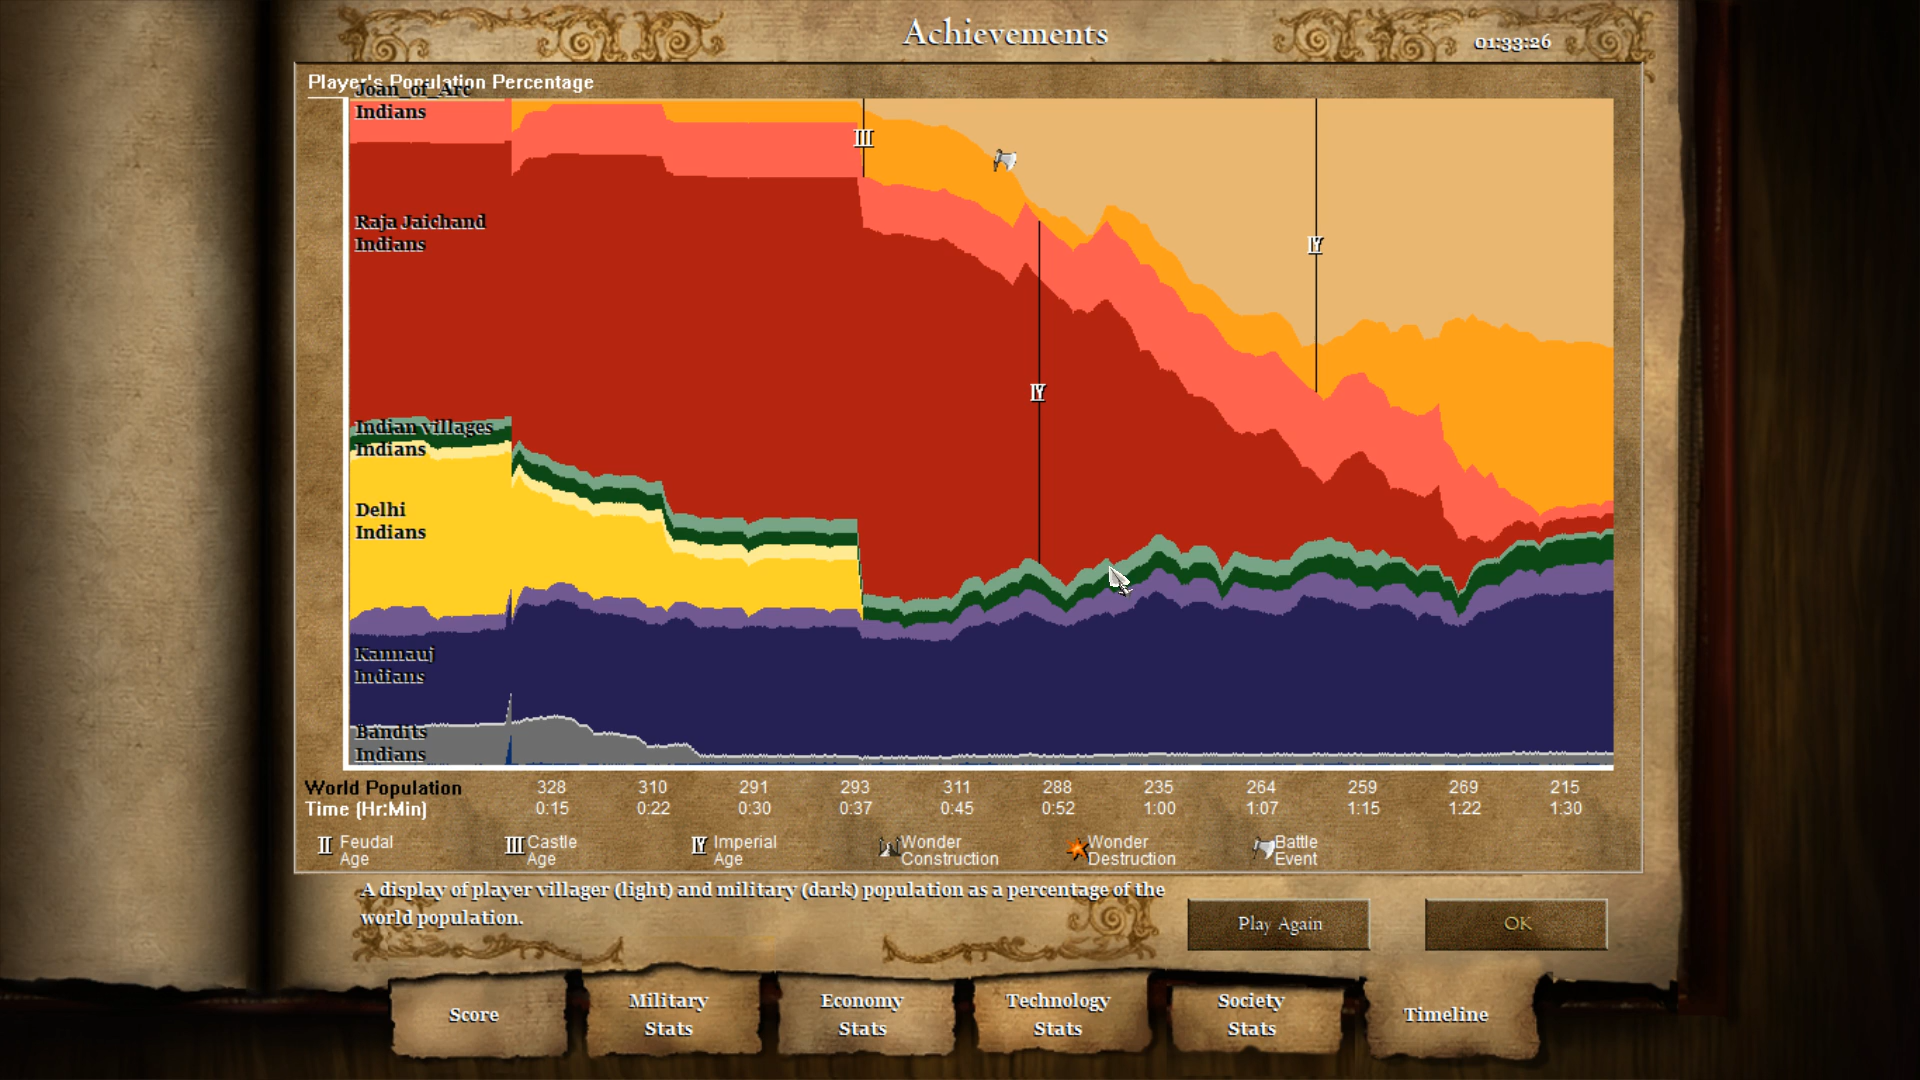 Achievements
01:33:26
Player's Population Percentage
Joan_of_Arc
Indians
III
Raja Jaichand
Indians
IV
IV
Indian villages
Indians
Delhi
Indians
Kannauj
Indians
Bandits
Indians
World Population 328 310 291 293 311 288 235 264 259 269 215
Time (Hr:Min) 0:15 0:22 0:30 0:37 0:45 0:52 1:00 1:07 1:15 1:22 1:30
II Feudal Age
III Castle Age
IV Imperial Age
Wonder Construction
Wonder Destruction
Battle Event
A display of player villager (light) and military (dark) population as a percentage of the
world population.
Play Again
OK
Score
Military
Stats
Economy
Stats
Technology
Stats
Society
Stats
Timeline